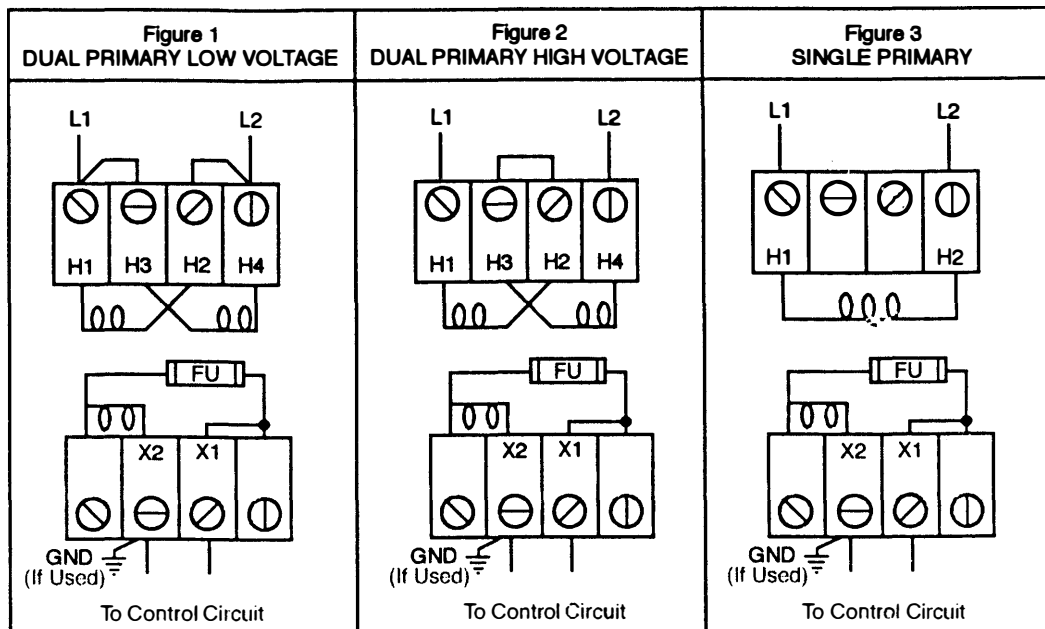 Figure 1
DUAL PRIMARY LOW VOLTAGE
L1 L2
H1 H3 H2 H4
FU
X2 X1
GND
(If Used)
To Control Circuit
Figure 2
DUAL PRIMARY HIGH VOLTAGE
L1 L2
H1 H3 H2 H4
FU
X2 X1
GND
(If Used)
To Control Circuit
Figure 3
SINGLE PRIMARY
L1 L2
H1 H2
FU
X2 X1
GND
(If Used)
To Control Circuit